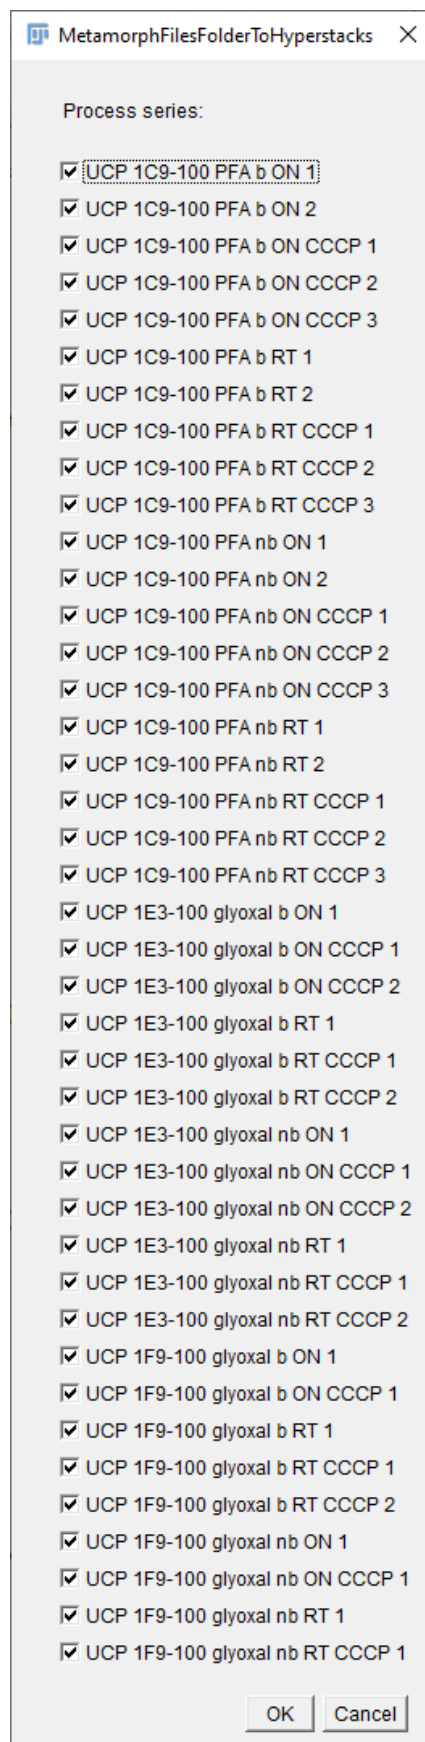 MetamorphFilesFolderToHyperstacks
Process series:
UCP 1C9-100 PFA b ON 1
UCP 1C9-100 PFA b ON 2
UCP 1C9-100 PFA b ON CCCP 1
UCP 1C9-100 PFA b ON CCCP 2
UCP 1C9-100 PFA b ON CCCP 3
UCP 1C9-100 PFA b RT 1
UCP 1C9-100 PFA b RT 2
UCP 1C9-100 PFA b RT CCCP 1
UCP 1C9-100 PFA b RT CCCP 2
UCP 1C9-100 PFA b RT CCCP 3
UCP 1C9-100 PFA nb ON 1
UCP 1C9-100 PFA nb ON 2
UCP 1C9-100 PFA nb ON CCCP 1
UCP 1C9-100 PFA nb ON CCCP 2
UCP 1C9-100 PFA nb ON CCCP 3
UCP 1C9-100 PFA nb RT 1
UCP 1C9-100 PFA nb RT 2
UCP 1C9-100 PFA nb RT CCCP 1
UCP 1C9-100 PFA nb RT CCCP 2
UCP 1C9-100 PFA nb RT CCCP 3
UCP 1E3-100 glyoxal b ON 1
UCP 1E3-100 glyoxal b ON CCCP 1
UCP 1E3-100 glyoxal b ON CCCP 2
UCP 1E3-100 glyoxal b RT 1
UCP 1E3-100 glyoxal b RT CCCP 1
UCP 1E3-100 glyoxal b RT CCCP 2
UCP 1E3-100 glyoxal nb ON 1
UCP 1E3-100 glyoxal nb ON CCCP 1
UCP 1E3-100 glyoxal nb ON CCCP 2
UCP 1E3-100 glyoxal nb RT 1
UCP 1E3-100 glyoxal nb RT CCCP 1
UCP 1E3-100 glyoxal nb RT CCCP 2
UCP 1F9-100 glyoxal b ON 1
UCP 1F9-100 glyoxal b ON CCCP 1
UCP 1F9-100 glyoxal b RT 1
UCP 1F9-100 glyoxal b RT CCCP 1
UCP 1F9-100 glyoxal b RT CCCP 2
UCP 1F9-100 glyoxal nb ON 1
UCP 1F9-100 glyoxal nb ON CCCP 1
UCP 1F9-100 glyoxal nb RT 1
UCP 1F9-100 glyoxal nb RT CCCP 1
OK Cancel